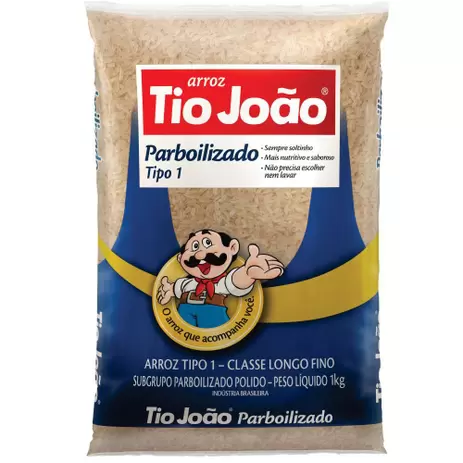 arroz
Tio João®
Parboilizado
Tipo 1
• Sempre soltinho
• Mais nutritivo e saboroso
• Não precisa escolher
nem lavar
O arroz que acompanha você.
ARROZ TIPO 1 – CLASSE LONGO FINO
SUBGRUPO PARBOILIZADO POLIDO – PESO LÍQUIDO 1kg
INDÚSTRIA BRASILEIRA
Tio João® Parboilizado